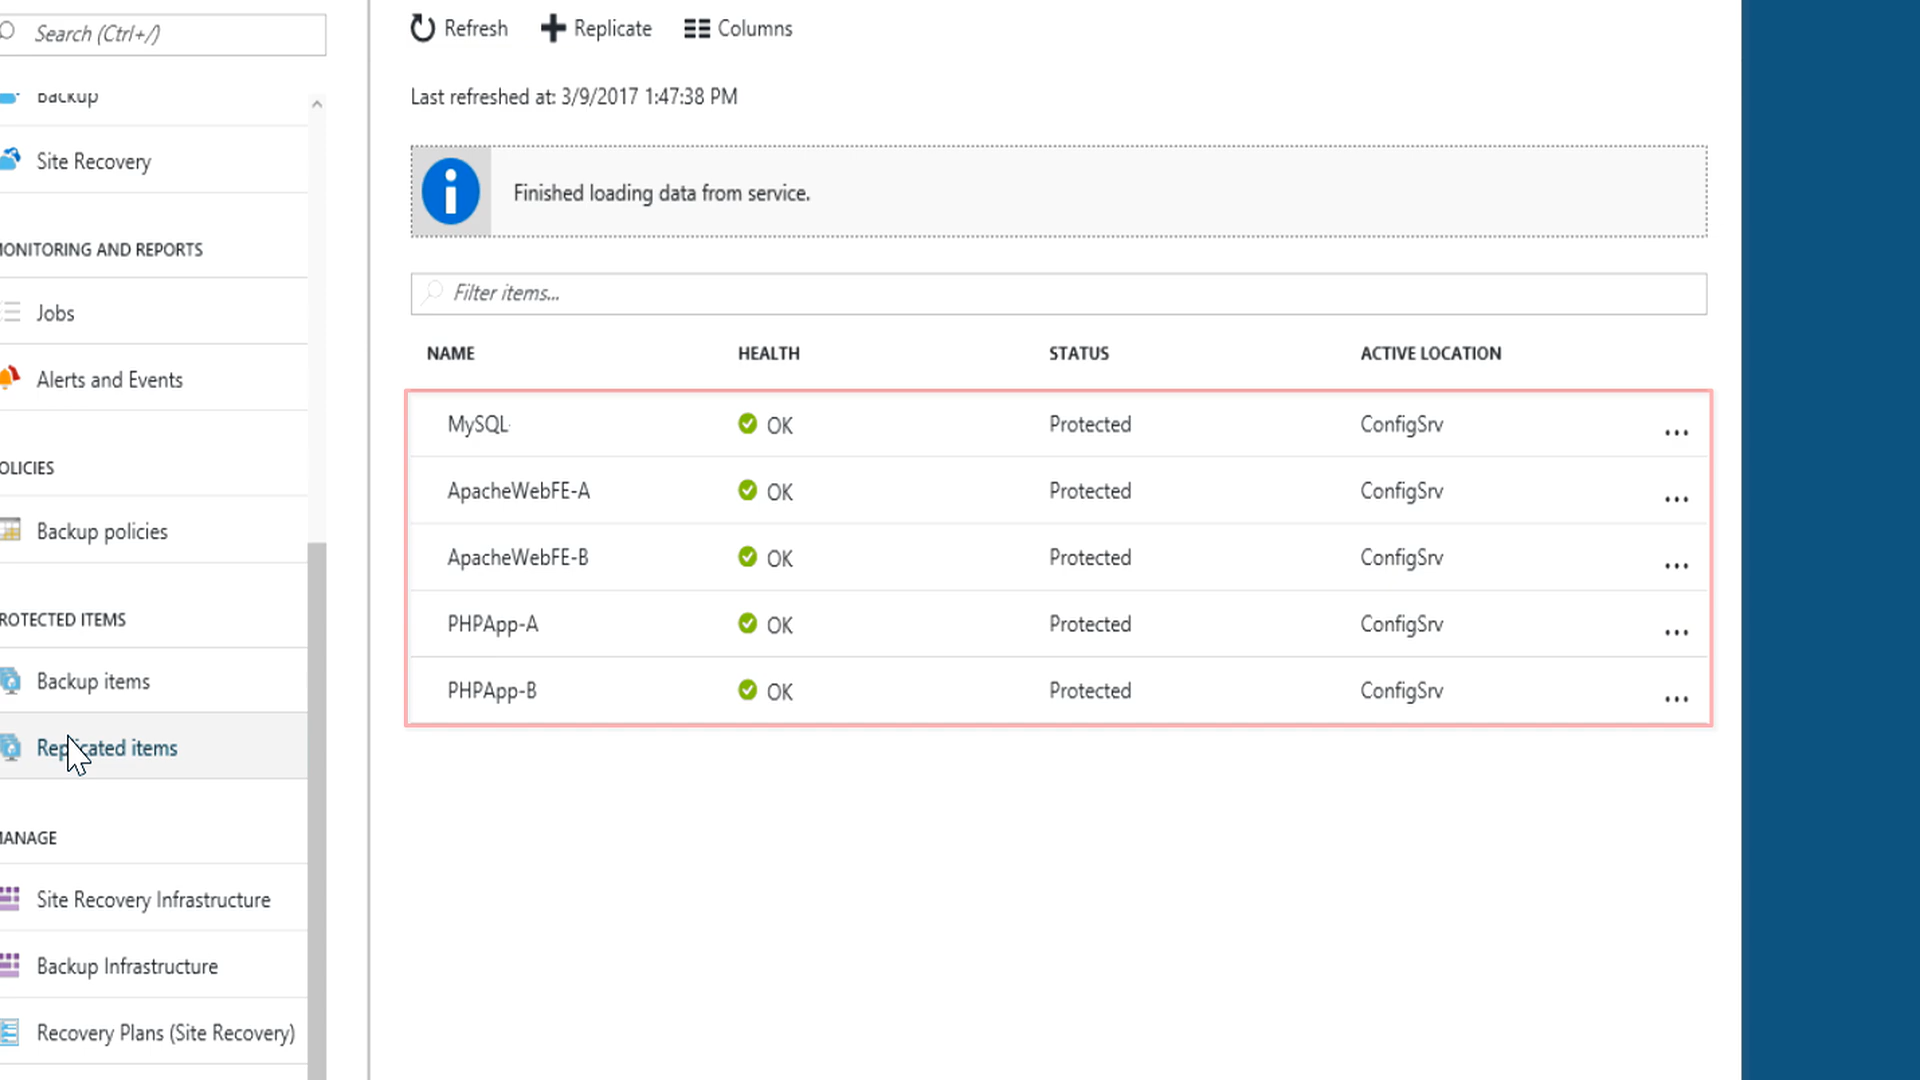 Search (Ctrl+/)
Backup
Site Recovery
MONITORING AND REPORTS
Jobs
Alerts and Events
POLICIES
Backup policies
PROTECTED ITEMS
Backup items
Replicated items
MANAGE
Site Recovery Infrastructure
Backup Infrastructure
Recovery Plans (Site Recovery)
Refresh Replicate Columns
Last refreshed at: 3/9/2017 1:47:38 PM
Finished loading data from service.
Filter items...
NAME HEALTH STATUS ACTIVE LOCATION
MySQL OK Protected ConfigSrv ...
ApacheWebFE-A OK Protected ConfigSrv ...
ApacheWebFE-B OK Protected ConfigSrv ...
PHPApp-A OK Protected ConfigSrv ...
PHPApp-B OK Protected ConfigSrv ...